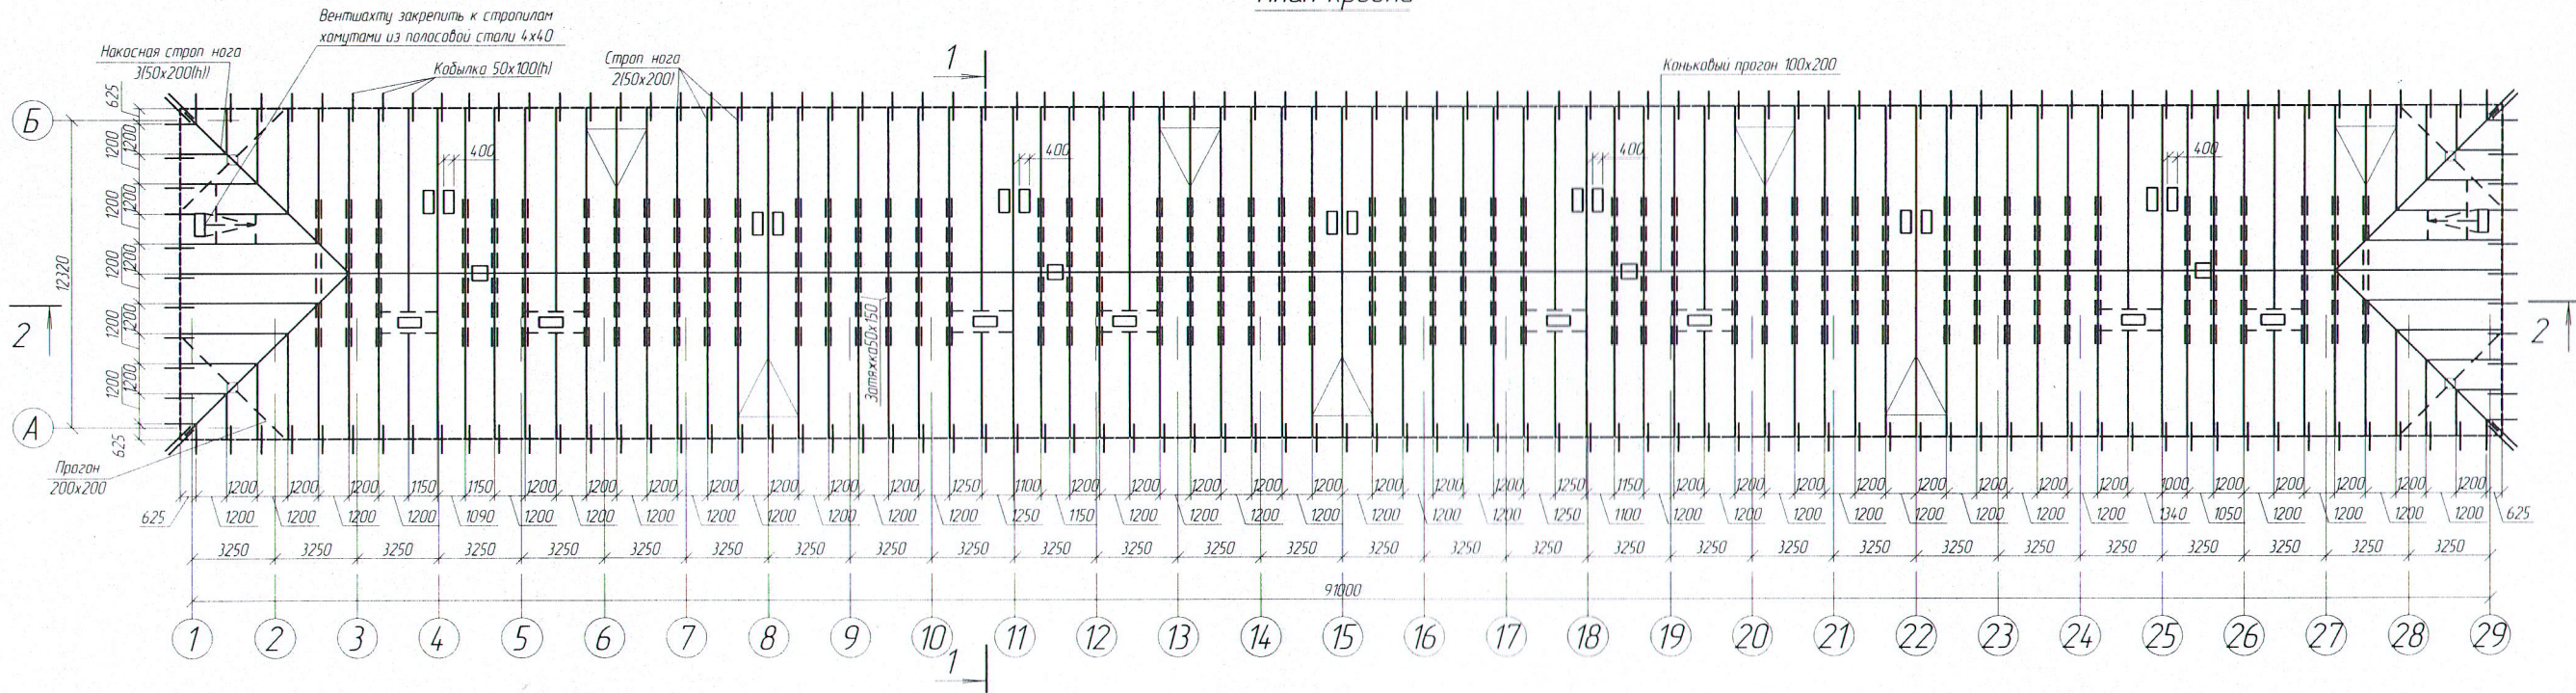 Вентшахту закрепить к стропилам
хомутами из полосовой стали 4х40
Накосная строп нога
3(50х200(h))
Кобылка 50х100(h)
Строп нога
2(50х200)
1
Коньковый прогон 100х200
625
Б
1200
1200
1200
1200
1200
1200
1200
1200
1200
1200
1200
1200
1200
1200
12320
А
625
400
400
400
400
2
2
Затяжка50х150
Прогон
200х200
1200 1200 1200 1150 1150 1200 1200 1200 1200 1200 1200 1200 1250 1100 1200 1200 1200 1200 1200 1200 1200 1200 1250 1150 1200 1200 1200 1200 1200 1200 1200 1200 1000 1200 1200 1200 1200 1200
625 1200 1200 1200 1200 1090 1200 1200 1200 1200 1200 1200 1200 1200 1250 1150 1200 1200 1200 1200 1200 1200 1200 1250 1100 1200 1200 1200 1200 1200 1200 1200 1200 1340 1050 1200 1200 1200 1200 625
3250 3250 3250 3250 3250 3250 3250 3250 3250 3250 3250 3250 3250 3250 3250 3250 3250 3250 3250 3250 3250 3250 3250 3250 3250 3250 3250 3250
91000
1 2 3 4 5 6 7 8 9 10 11 12 13 14 15 16 17 18 19 20 21 22 23 24 25 26 27 28 29
1